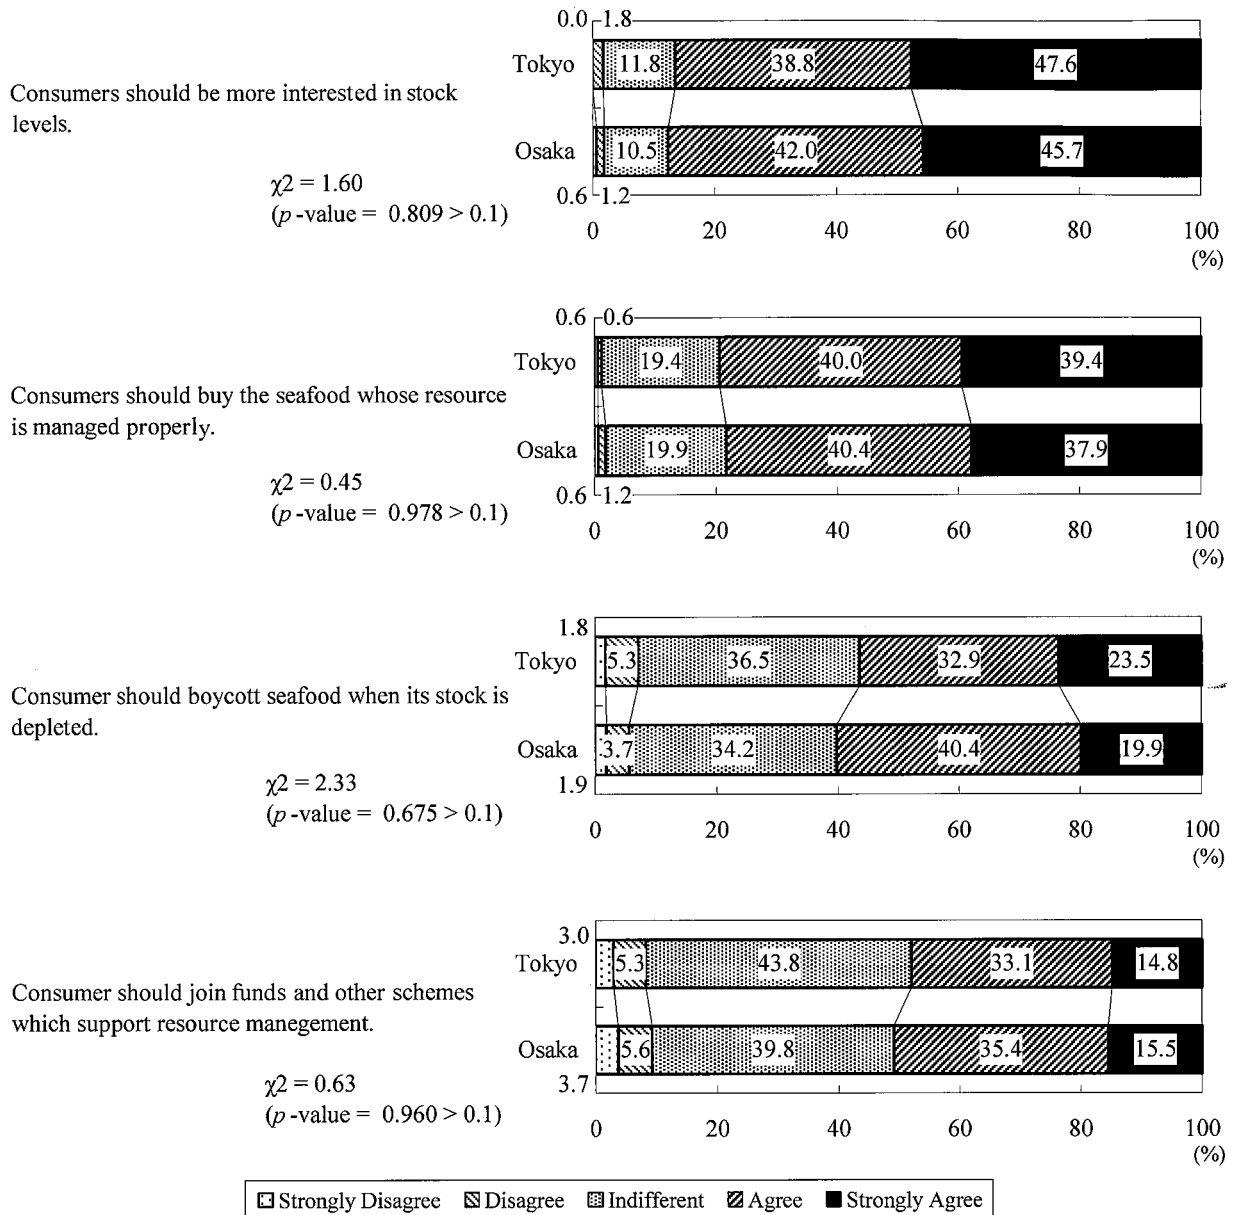 0.0 1.8
Tokyo 11.8 38.8 47.6
Consumers should be more interested in stock
levels.
Osaka 10.5 42.0 45.7
χ2 = 1.60
(p-value = 0.809 > 0.1)
0.6 1.2
0 20 40 60 80 100
(%)
0.6 0.6
Tokyo 19.4 40.0 39.4
Consumers should buy the seafood whose resource
is managed properly.
Osaka 19.9 40.4 37.9
χ2 = 0.45
(p-value = 0.978 > 0.1)
0.6 1.2
0 20 40 60 80 100
(%)
1.8
Tokyo 5.3 36.5 32.9 23.5
Consumer should boycott seafood when its stock is
depleted.
Osaka 3.7 34.2 40.4 19.9
χ2 = 2.33
(p-value = 0.675 > 0.1)
1.9
0 20 40 60 80 100
(%)
3.0
Tokyo 5.3 43.8 33.1 14.8
Consumer should join funds and other schemes
which support resource manegement.
Osaka 5.6 39.8 35.4 15.5
χ2 = 0.63
(p-value = 0.960 > 0.1)
3.7
0 20 40 60 80 100
(%)
Strongly Disagree Disagree Indifferent Agree Strongly Agree